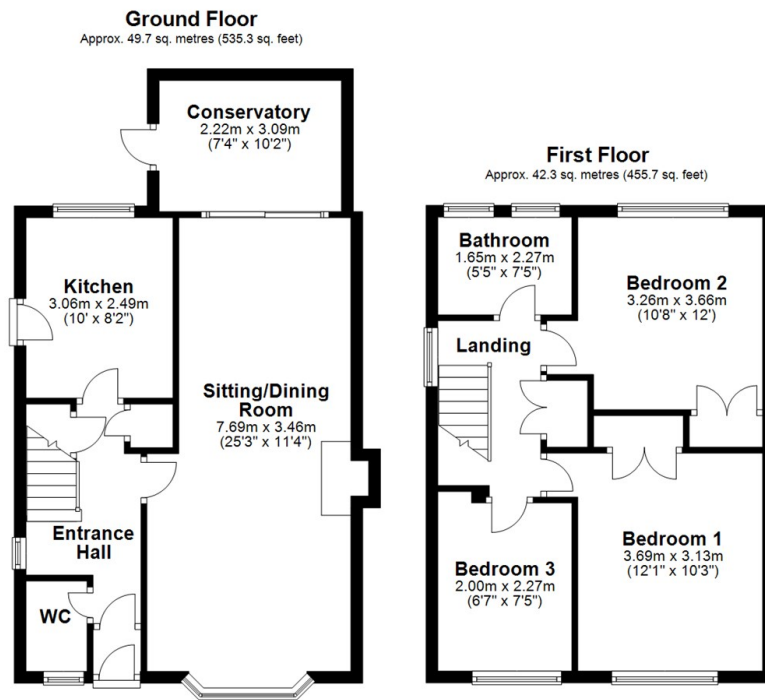 Ground Floor
Approx. 49.7 sq. metres (535.3 sq. feet)
Conservatory
2.22m x 3.09m
(7'4" x 10'2")
Kitchen
3.06m x 2.49m
(10' x 8'2")
Sitting/Dining
Room
7.69m x 3.46m
(25'3" x 11'4")
Entrance
Hall
WC
First Floor
Approx. 42.3 sq. metres (455.7 sq. feet)
Bathroom
1.65m x 2.27m
(5'5" x 7'5")
Bedroom 2
3.26m x 3.66m
(10'8" x 12')
Landing
Bedroom 1
3.69m x 3.13m
(12'1" x 10'3")
Bedroom 3
2.00m x 2.27m
(6'7" x 7'5")